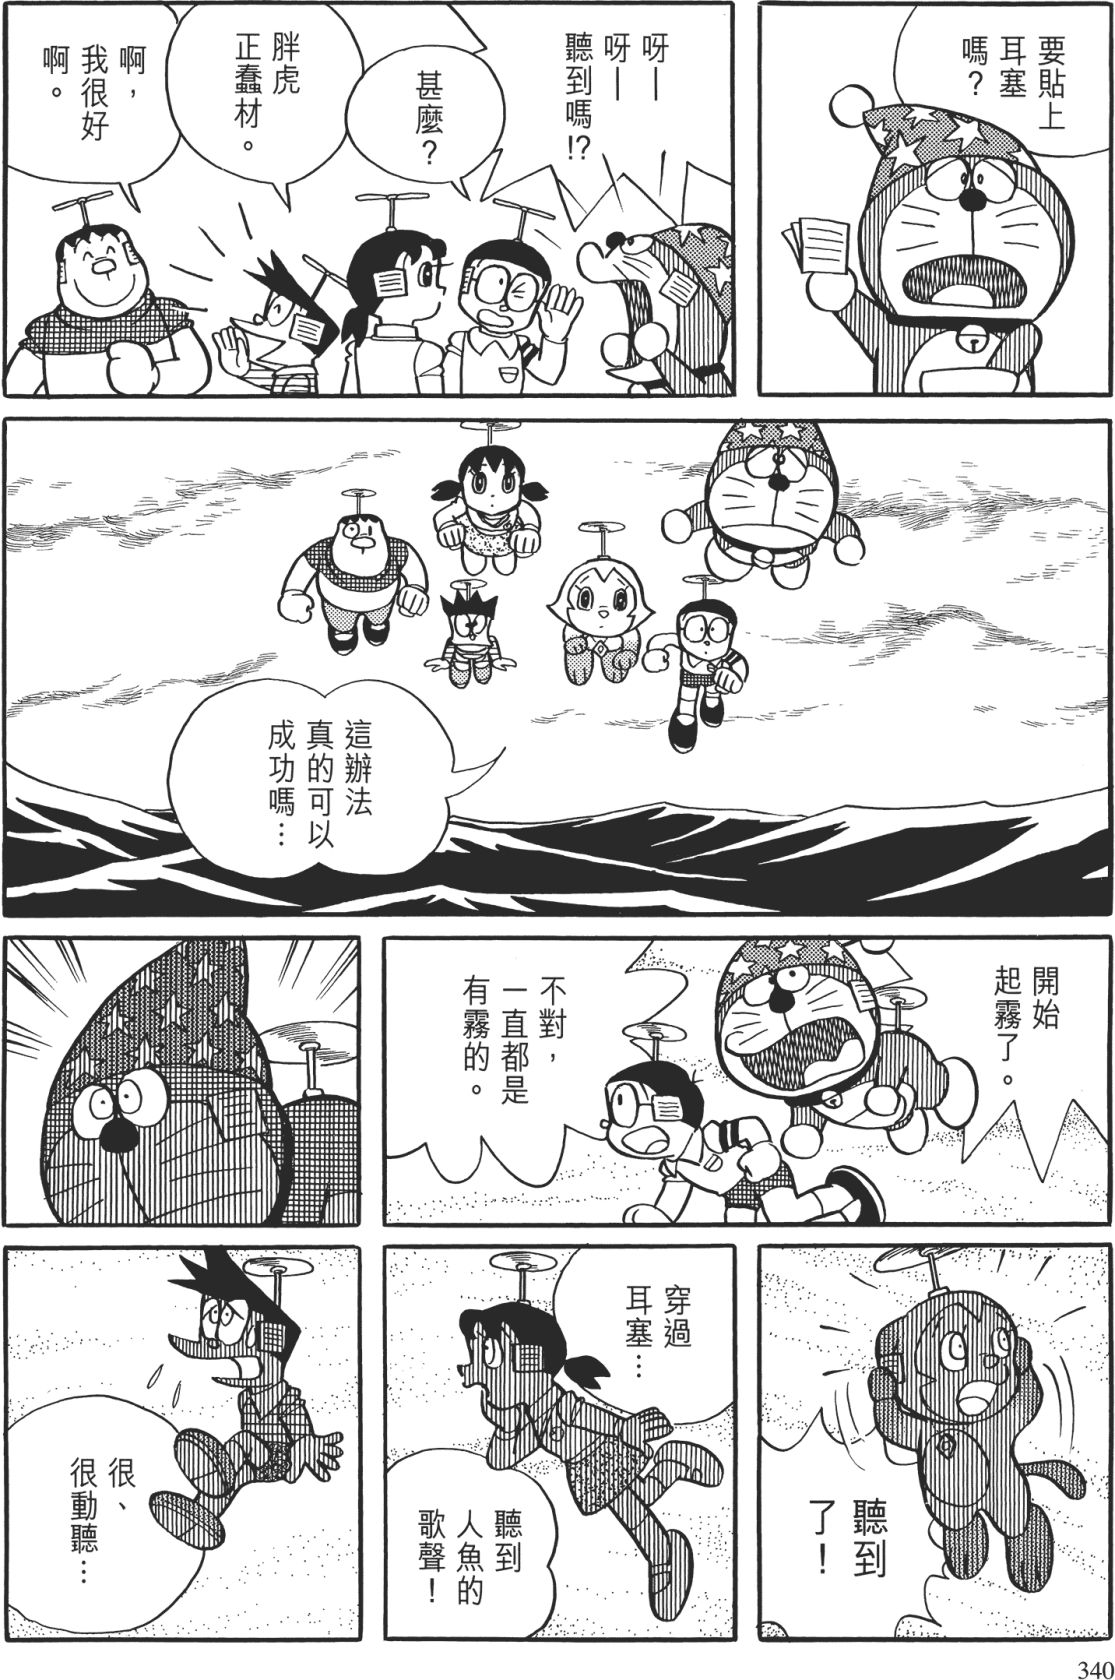 要貼上
耳塞
嗎？
呀—
呀—
聽到嗎!?
甚麼？
胖虎
正蠢材。
啊，
我很好
啊。
這辦法
真的可以
成功嗎…
開始
起霧了。
不對，
一直都是
有霧的。
聽到
了！
穿過
耳塞…
聽到
人魚的
歌聲！
很、
很動聽…
340